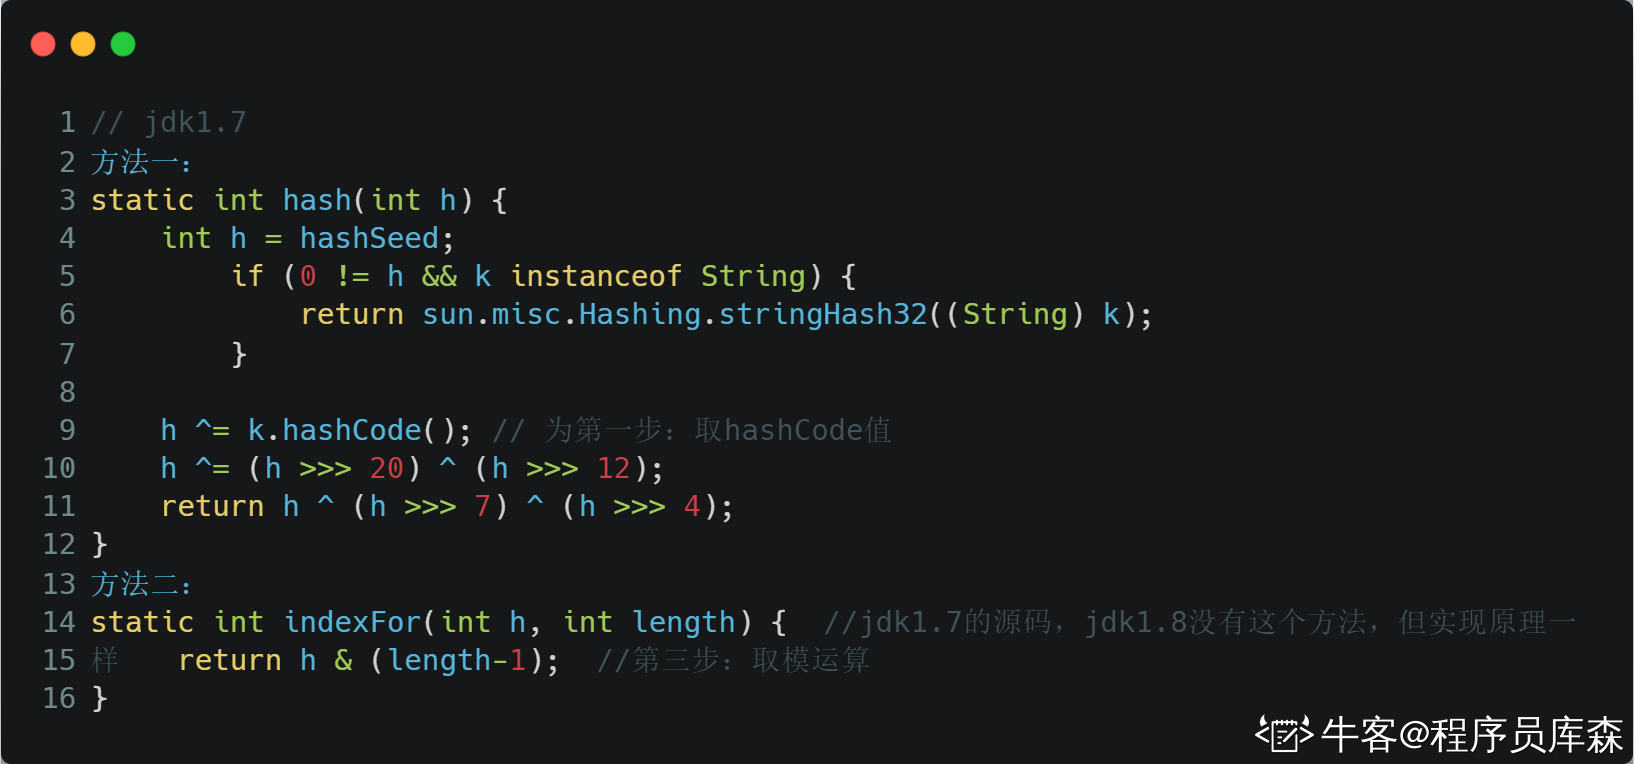 1 // jdk1.7
2 方法一：
3 static int hash(int h) {
4     int h = hashSeed;
5         if (0 != h && k instanceof String) {
6             return sun.misc.Hashing.stringHash32((String) k);
7         }
8
9     h ^= k.hashCode(); // 为第一步：取hashCode值
10     h ^= (h >>> 20) ^ (h >>> 12);
11     return h ^ (h >>> 7) ^ (h >>> 4);
12 }
13 方法二：
14 static int indexFor(int h, int length) {  //jdk1.7的源码，jdk1.8没有这个方法，但实现原理一
15 样   return h & (length-1);  //第三步：取模运算
16 }
牛客@程序员库森